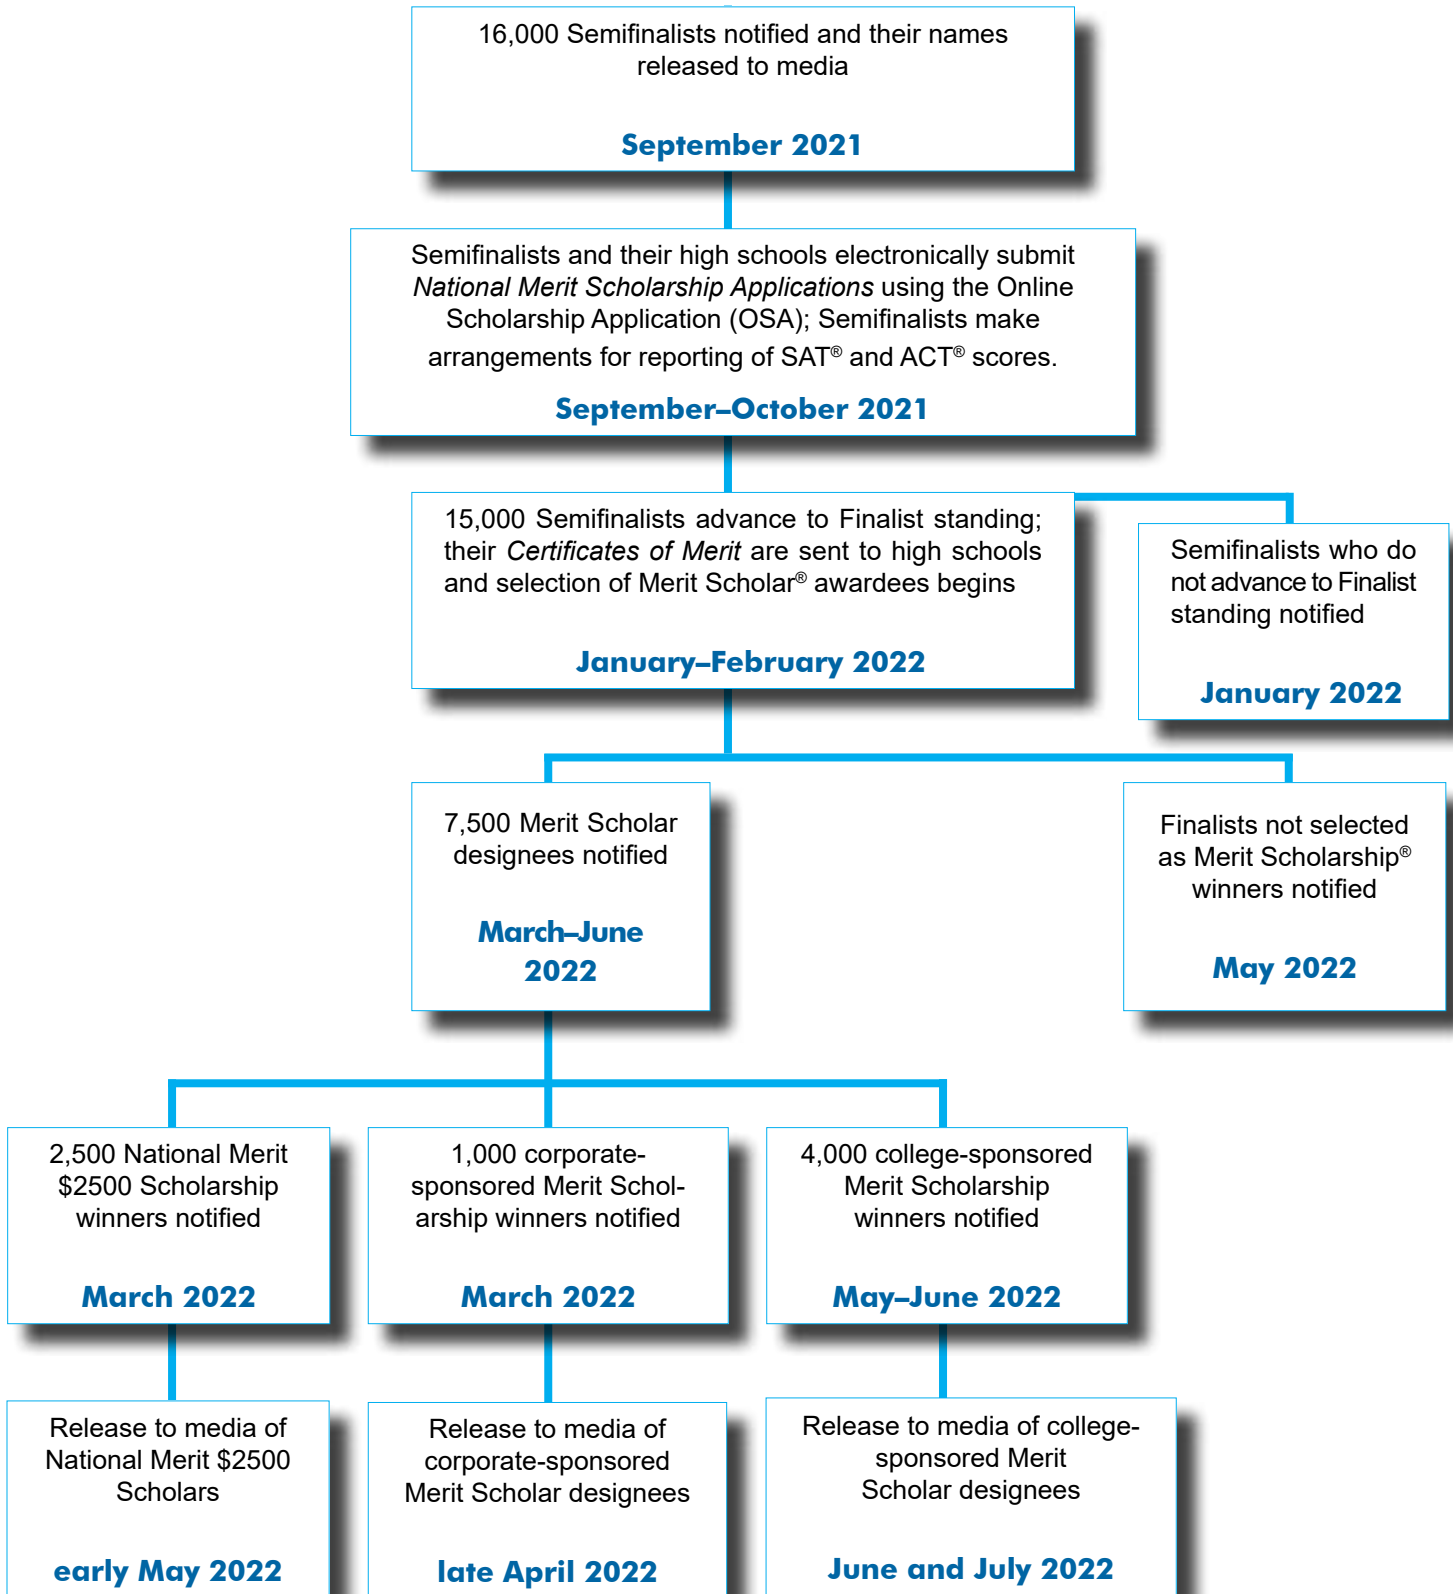 16,000 Semifinalists notified and their names
released to media
September 2021
Semifinalists and their high schools electronically submit
National Merit Scholarship Applications using the Online
Scholarship Application (OSA); Semifinalists make
arrangements for reporting of SAT® and ACT® scores.
September–October 2021
15,000 Semifinalists advance to Finalist standing;
their Certificates of Merit are sent to high schools
and selection of Merit Scholar® awardees begins
January–February 2022
Semifinalists who do
not advance to Finalist
standing notified
January 2022
7,500 Merit Scholar
designees notified
March–June
2022
Finalists not selected
as Merit Scholarship®
winners notified
May 2022
2,500 National Merit
$2500 Scholarship
winners notified
March 2022
1,000 corporate-
sponsored Merit Schol-
arship winners notified
March 2022
4,000 college-sponsored
Merit Scholarship
winners notified
May–June 2022
Release to media of
National Merit $2500
Scholars
early May 2022
Release to media of
corporate-sponsored
Merit Scholar designees
late April 2022
Release to media of college-
sponsored Merit
Scholar designees
June and July 2022